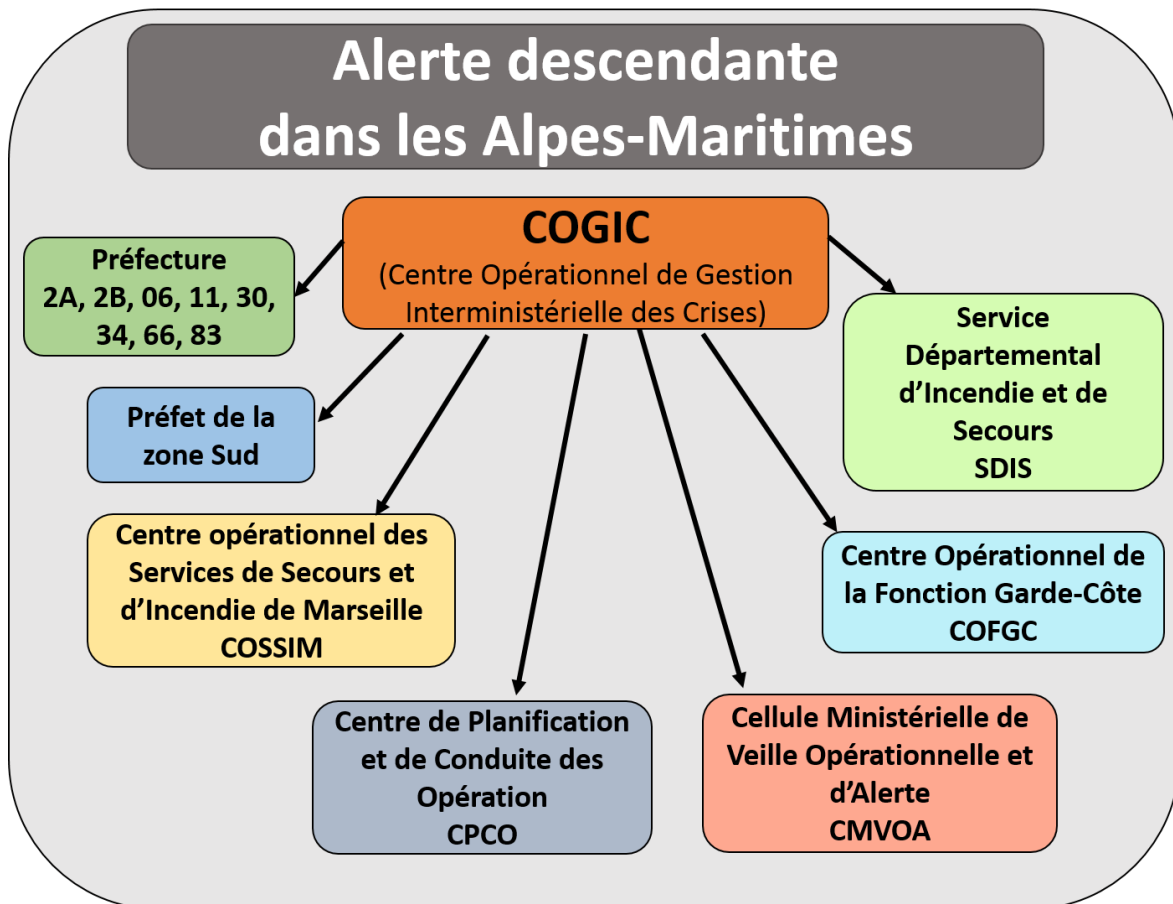 Alerte descendante
dans les Alpes-Maritimes
COGIC
(Centre Opérationnel de Gestion
Interministérielle des Crises)
Préfecture
2A, 2B, 06, 11, 30,
34, 66, 83
Service
Départemental
d'Incendie et de
Secours
SDIS
Préfet de la
zone Sud
Centre opérationnel des
Services de Secours et
d'Incendie de Marseille
COSSIM
Centre Opérationnel de
la Fonction Garde-Côte
COFGC
Centre de Planification
et de Conduite des
Opération
CPCO
Cellule Ministérielle de
Veille Opérationnelle et
d'Alerte
CMVOA